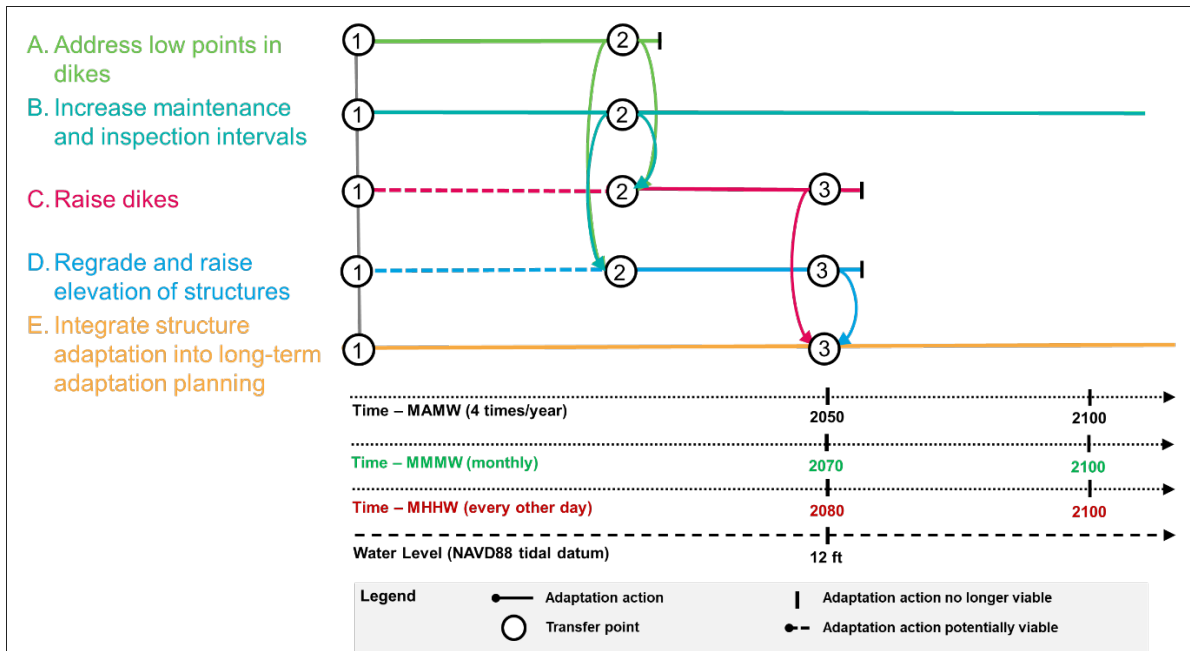 A. Address low points in
dikes
B. Increase maintenance
and inspection intervals
C. Raise dikes
D. Regrade and raise
elevation of structures
E. Integrate structure
adaptation into long-term
adaptation planning
1 2
1 2
1 2 3
1 2 3
1 3
Time – MAMW (4 times/year)
2050 2100
Time – MMMW (monthly)
2070 2100
Time – MHHW (every other day)
2080 2100
Water Level (NAVD88 tidal datum)
12 ft
Legend
Adaptation action
Adaptation action no longer viable
Transfer point
Adaptation action potentially viable